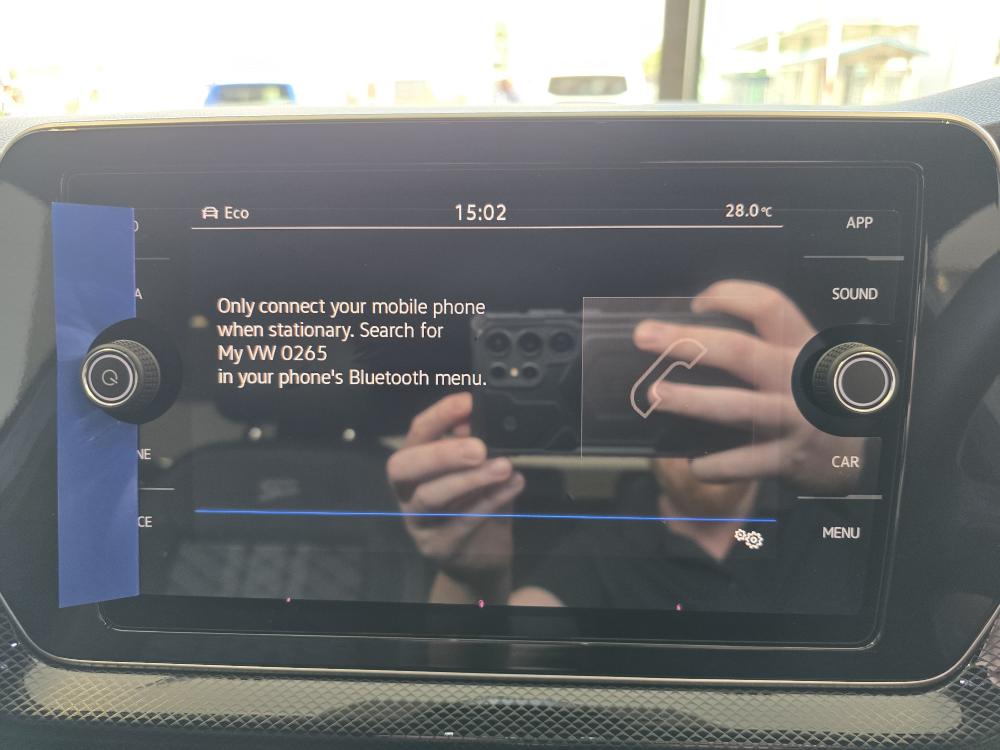 Eco 15:02 28.0°C
APP
SOUND
Only connect your mobile phone
when stationary. Search for
My VW 0265
in your phone's Bluetooth menu.
CAR
MENU